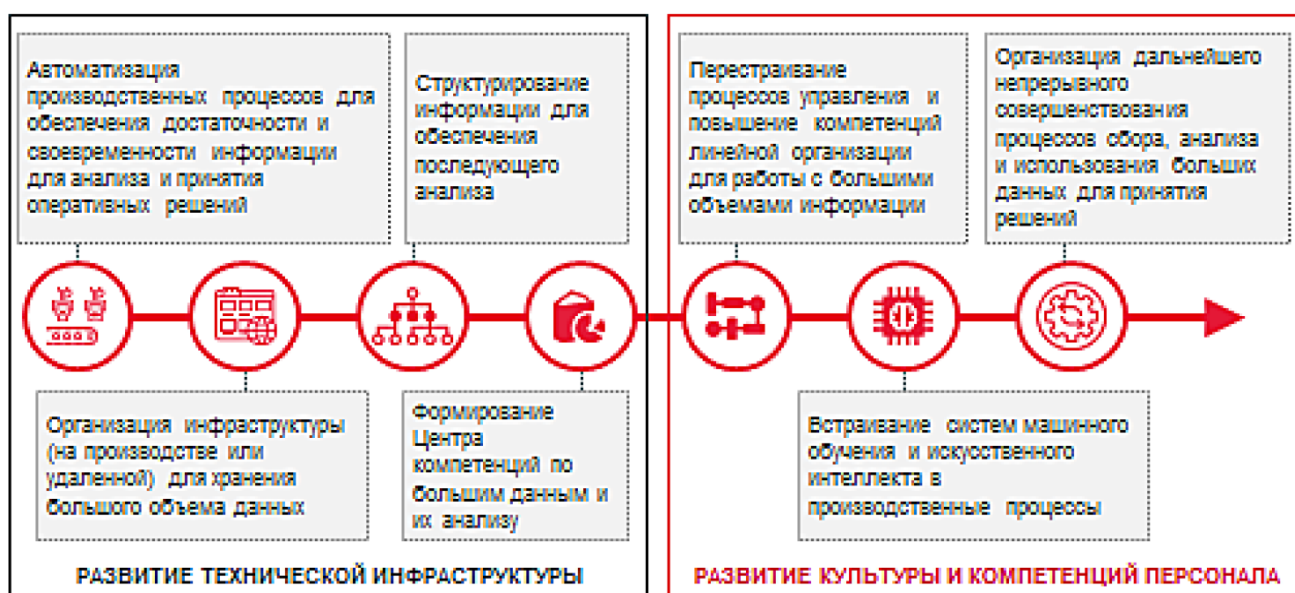 Автоматизация
производственных процессов для
обеспечения достаточности и
своевременности информации
для анализа и принятия
оперативных решений
Структурирование
информации для
обеспечения
последующего
анализа
Перестраивание
процессов управления и
повышение компетенций
линейной организации
для работы с большими
объемами информации
Организация дальнейшего
непрерывного
совершенствования
процессов сбора, анализа
и использования больших
данных для принятия
решений
Организация инфраструктуры
(на производстве или
удаленной) для хранения
большого объема данных
Формирование
Центра
компетенций по
большим данным и
их анализу
Встраивание систем машинного
обучения и искусственного
интеллекта в
производственные процессы
РАЗВИТИЕ ТЕХНИЧЕСКОЙ ИНФРАСТРУКТУРЫ
РАЗВИТИЕ КУЛЬТУРЫ И КОМПЕТЕНЦИЙ ПЕРСОНАЛА